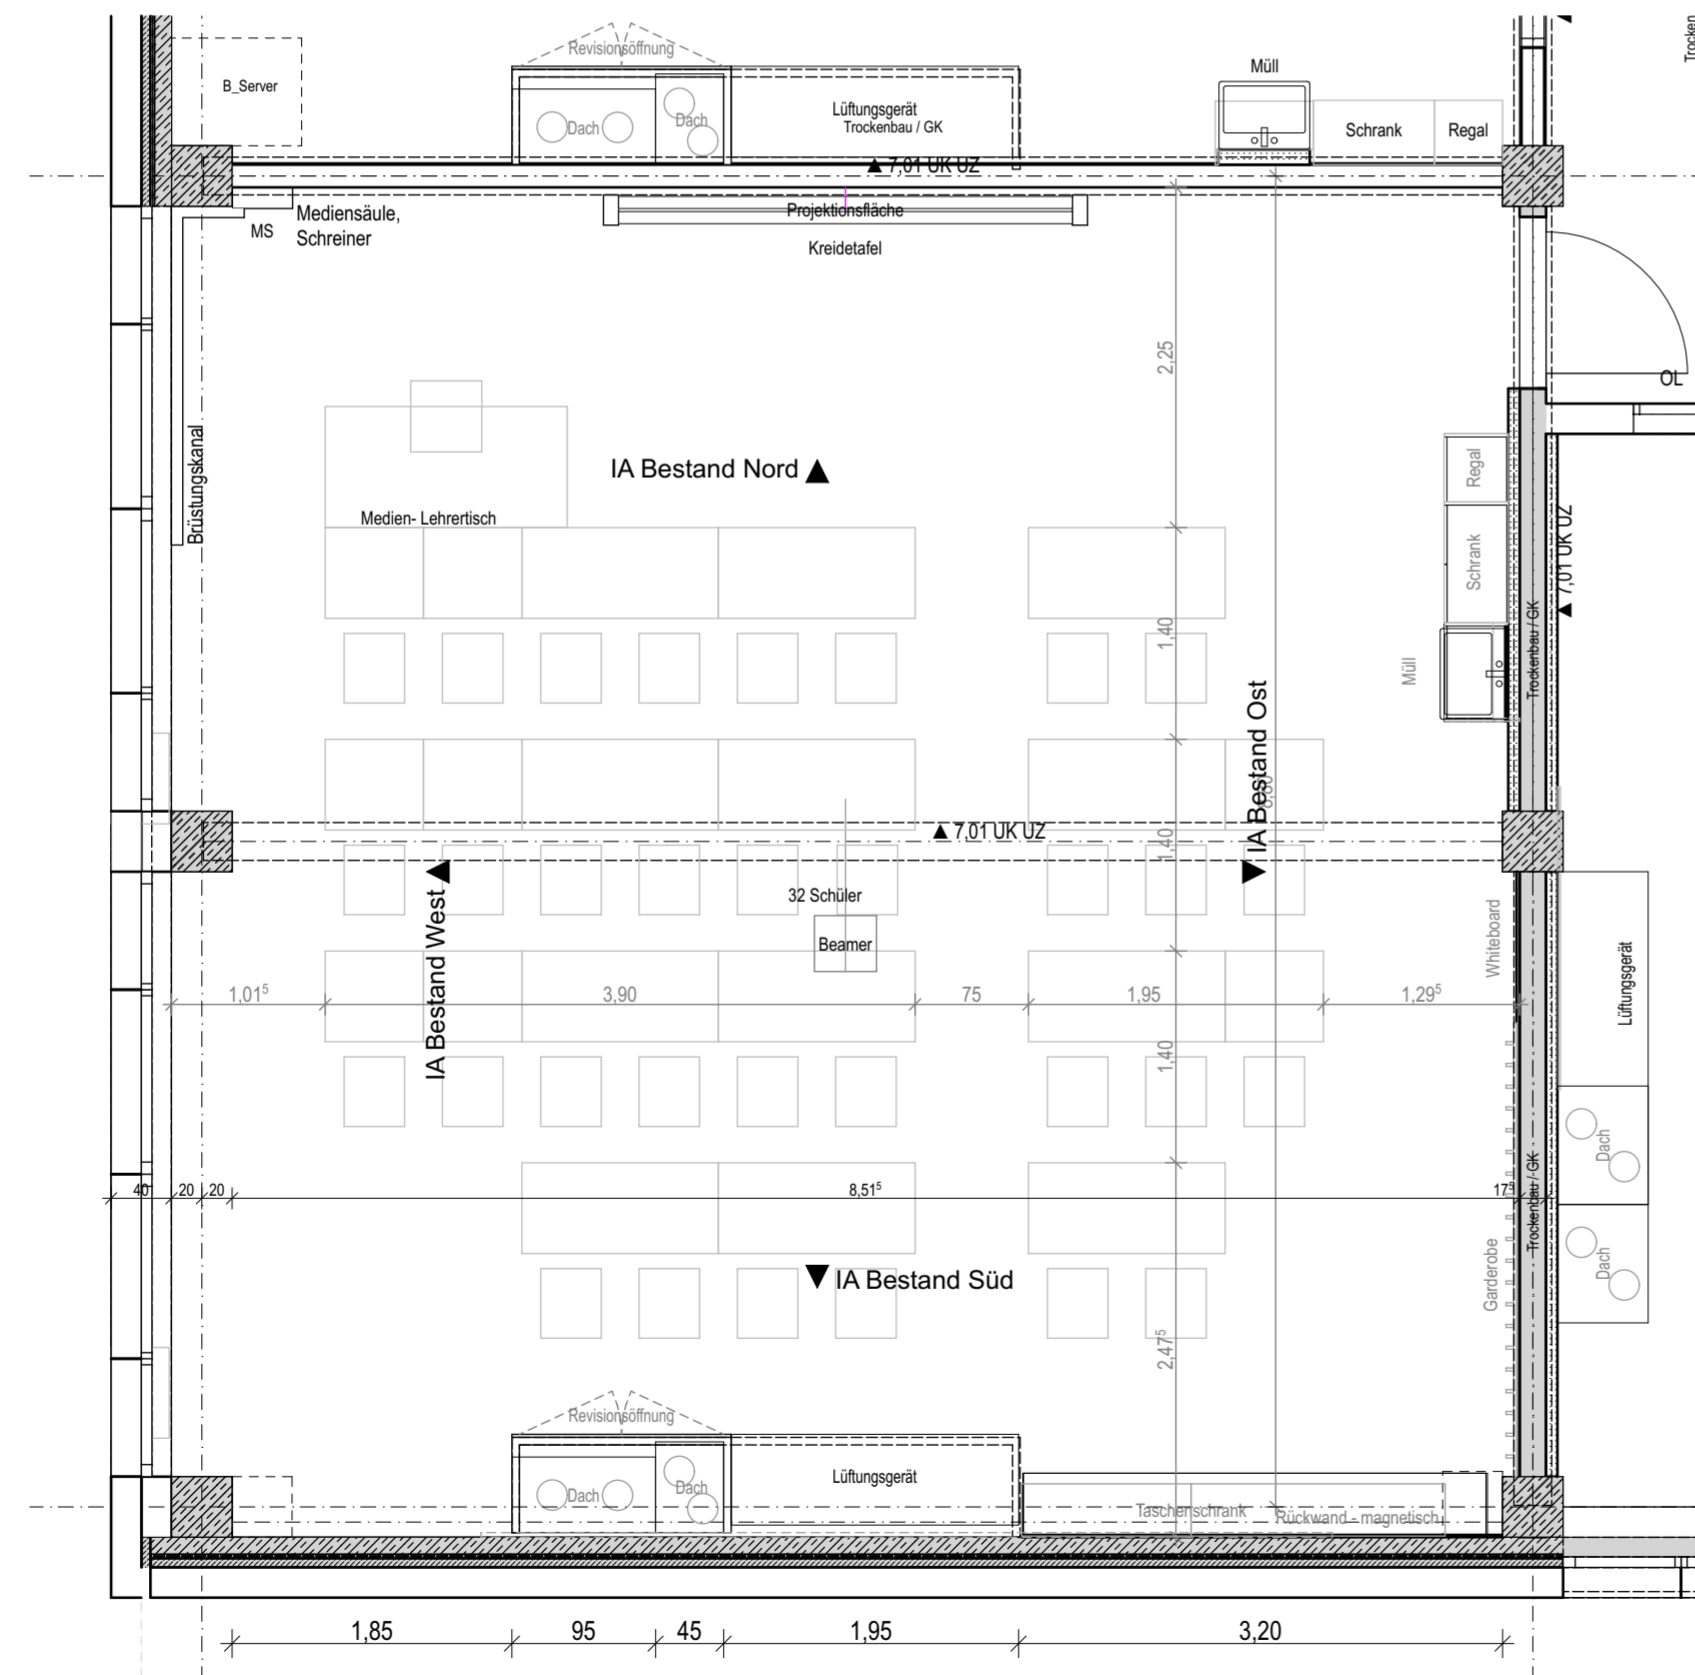 Trocken
Revisionsöffnung
B_Server
Müll
Dach
Dach
Lüftungsgerät
Trockenbau / GK
Schrank
Regal
▲ 7,01 UK UZ
MS
Mediensäule,
Schreiner
Projektionsfläche
Kreidetafel
OL
2,25
Brüstungskanal
IA Bestand Nord ▲
Regal
Medien- Lehrertisch
Schrank
▲ 7,01 UK UZ
1,40
Trockenbau / GK
Müll
IA Bestand Ost
▲ 7,01 UK UZ
1,40
32 Schüler
Beamer
IA Bestand West
Whiteboard
Lüftungsgerät
1,01⁵
3,90
75
1,95
1,29⁵
1,40
Dach
40
20
20
8,51⁵
17⁵
Trockenbau / GK
Dach
Garderobe
▼ IA Bestand Süd
2,47⁵
Revisionsöffnung
Dach
Dach
Lüftungsgerät
Taschenschrank
Rückwand - magnetisch
1,85
95
45
1,95
3,20